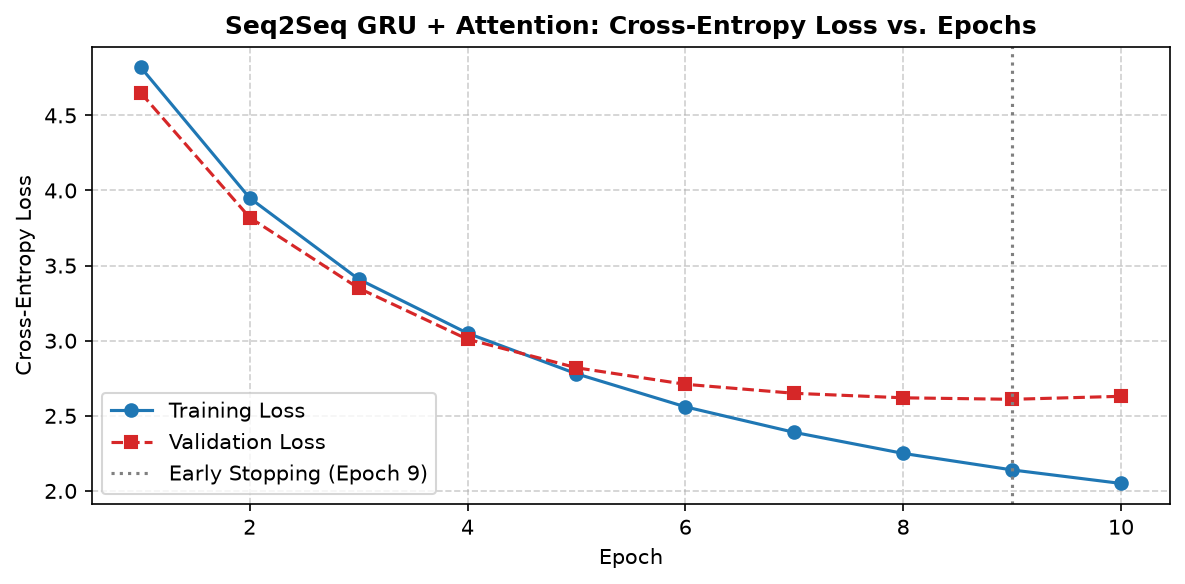 Seq2Seq GRU + Attention: Cross-Entropy Loss vs. Epochs
Cross-Entropy Loss
4.5
4.0
3.5
3.0
2.5
2.0
Training Loss
Validation Loss
Early Stopping (Epoch 9)
2
4
6
8
10
Epoch